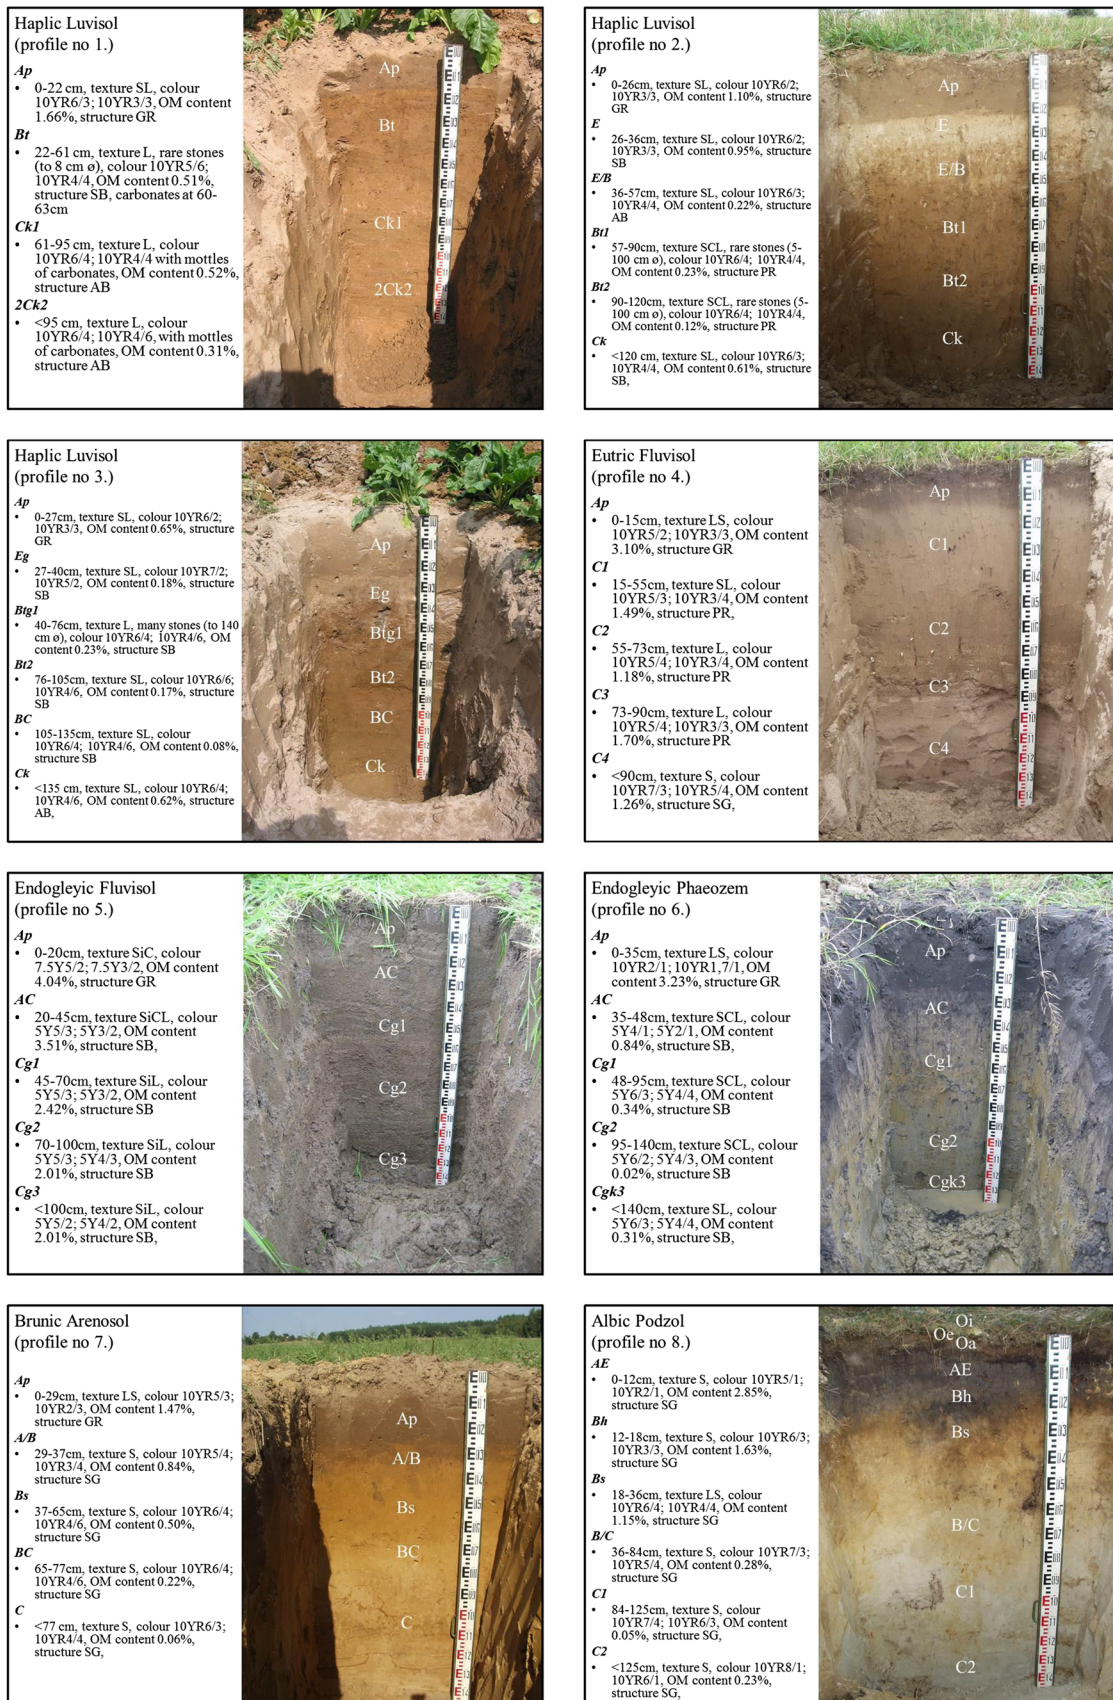 Haplic Luvisol
(profile no 1.)
Ap
• 0-22 cm, texture SL, colour
10YR6/3; 10YR3/3, OM content
1.66%, structure GR
Bt
• 22-61 cm, texture L, rare stones
(to 8 cm ø), colour 10YR5/6;
10YR4/4, OM content 0.51%,
structure SB, carbonates at 60-
63cm
Ck1
• 61-95 cm, texture L, colour
10YR6/4; 10YR4/4 with mottles
of carbonates, OM content 0.52%,
structure AB
2Ck2
• <95 cm, texture L, colour
10YR6/4; 10YR4/6, with mottles
of carbonates, OM content 0.31%,
structure AB
Ap
Bt
Ck1
2Ck2
Haplic Luvisol
(profile no 2.)
Ap
• 0-26cm, texture SL, colour 10YR6/2;
10YR3/3, OM content 1.10%, structure
GR
E
• 26-36cm, texture SL, colour 10YR6/2;
10YR3/3, OM content 0.95%, structure
SB
E/B
• 36-57cm, texture SL, colour 10YR6/3;
10YR4/4, OM content 0.22%, structure
AB
Bt1
• 57-90cm, texture SCL, rare stones (5-
100 cm ø), colour 10YR6/4; 10YR4/4,
OM content 0.23%, structure PR
Bt2
• 90-120cm, texture SCL, rare stones (5-
100 cm ø), colour 10YR6/4; 10YR4/4,
OM content 0.12%, structure PR
Ck
• <120 cm, texture SL, colour 10YR6/3;
10YR4/4, OM content 0.61%, structure
SB,
Ap
E
E/B
Bt1
Bt2
Ck
Haplic Luvisol
(profile no 3.)
Ap
• 0-27cm, texture SL, colour 10YR6/2;
10YR3/3, OM content 0.65%, structure
GR
Eg
• 27-40cm, texture SL, colour 10YR7/2;
10YR5/2, OM content 0.18%, structure
SB
Btg1
• 40-76cm, texture L, many stones (to 140
cm ø), colour 10YR6/4; 10YR4/6, OM
content 0.23%, structure SB
Bt2
• 76-105cm, texture SL, colour 10YR6/6;
10YR4/6, OM content 0.17%, structure
SB
BC
• 105-135cm, texture SL, colour
10YR6/4; 10YR4/6, OM content 0.08%,
structure SB
Ck
• <135 cm, texture SL, colour 10YR6/4;
10YR4/6, OM content 0.62%, structure
AB,
Ap
Eg
Btg1
Bt2
BC
Ck
Eutric Fluvisol
(profile no 4.)
Ap
• 0-15cm, texture LS, colour
10YR5/2; 10YR3/3, OM content
3.10%, structure GR
C1
• 15-55cm, texture SL, colour
10YR5/3; 10YR3/4, OM content
1.49%, structure PR,
C2
• 55-73cm, texture L, colour
10YR5/4; 10YR3/4, OM content
1.18%, structure PR
C3
• 73-90cm, texture L, colour
10YR5/4; 10YR3/3, OM content
1.70%, structure PR
C4
• <90cm, texture S, colour
10YR7/3; 10YR5/4, OM content
1.26%, structure SG,
Ap
C1
C2
C3
C4
Endogleyic Fluvisol
(profile no 5.)
Ap
• 0-20cm, texture SiC, colour
7.5Y5/2; 7.5Y3/2, OM content
4.04%, structure GR
AC
• 20-45cm, texture SiCL, colour
5Y5/3; 5Y3/2, OM content
3.51%, structure SB,
Cg1
• 45-70cm, texture SiL, colour
5Y5/3; 5Y3/2, OM content
2.42%, structure SB
Cg2
• 70-100cm, texture SiL, colour
5Y5/3; 5Y4/3, OM content
2.01%, structure SB
Cg3
• <100cm, texture SiL, colour
5Y5/2; 5Y4/2, OM content
2.01%, structure SB,
Ap
AC
Cg1
Cg2
Cg3
Endogleyic Phaeozem
(profile no 6.)
Ap
• 0-35cm, texture LS, colour
10YR2/1; 10YR1,7/1, OM
content 3.23%, structure GR
AC
• 35-48cm, texture SCL, colour
5Y4/1; 5Y2/1, OM content
0.84%, structure SB,
Cg1
• 48-95cm, texture SCL, colour
5Y6/3; 5Y4/4, OM content
0.34%, structure SB
Cg2
• 95-140cm, texture SCL, colour
5Y6/2; 5Y4/3, OM content
0.02%, structure SB
Cgk3
• <140cm, texture SL, colour
5Y6/3; 5Y4/4, OM content
0.31%, structure SB,
Ap
AC
Cg1
Cg2
Cgk3
Brunic Arenosol
(profile no 7.)
Ap
• 0-29cm, texture LS, colour 10YR5/3;
10YR2/3, OM content 1.47%,
structure GR
A/B
• 29-37cm, texture S, colour 10YR5/4;
10YR3/4, OM content 0.84%,
structure SG
Bs
• 37-65cm, texture S, colour 10YR6/4;
10YR4/6, OM content 0.50%,
structure SG
BC
• 65-77cm, texture S, colour 10YR6/4;
10YR4/6, OM content 0.22%,
structure SG
C
• <77 cm, texture S, colour 10YR6/3;
10YR4/4, OM content 0.06%,
structure SG,
Ap
A/B
Bs
BC
C
Albic Podzol
(profile no 8.)
AE
• 0-12cm, texture S, colour 10YR5/1;
10YR2/1, OM content 2.85%,
structure SG
Bh
• 12-18cm, texture S, colour 10YR6/3;
10YR3/3, OM content 1.63%,
structure SG
Bs
• 18-36cm, texture LS, colour
10YR6/4; 10YR4/4, OM content
1.15%, structure SG
B/C
• 36-84cm, texture S, colour 10YR7/3;
10YR5/4, OM content 0.28%,
structure SG
C1
• 84-125cm, texture S, colour
10YR7/4; 10YR6/3, OM content
0.05%, structure SG,
C2
• <125cm, texture S, colour 10YR8/1;
10YR6/1, OM content 0.23%,
structure SG,
Oi
Oe
Oa
AE
Bh
Bs
B/C
C1
C2